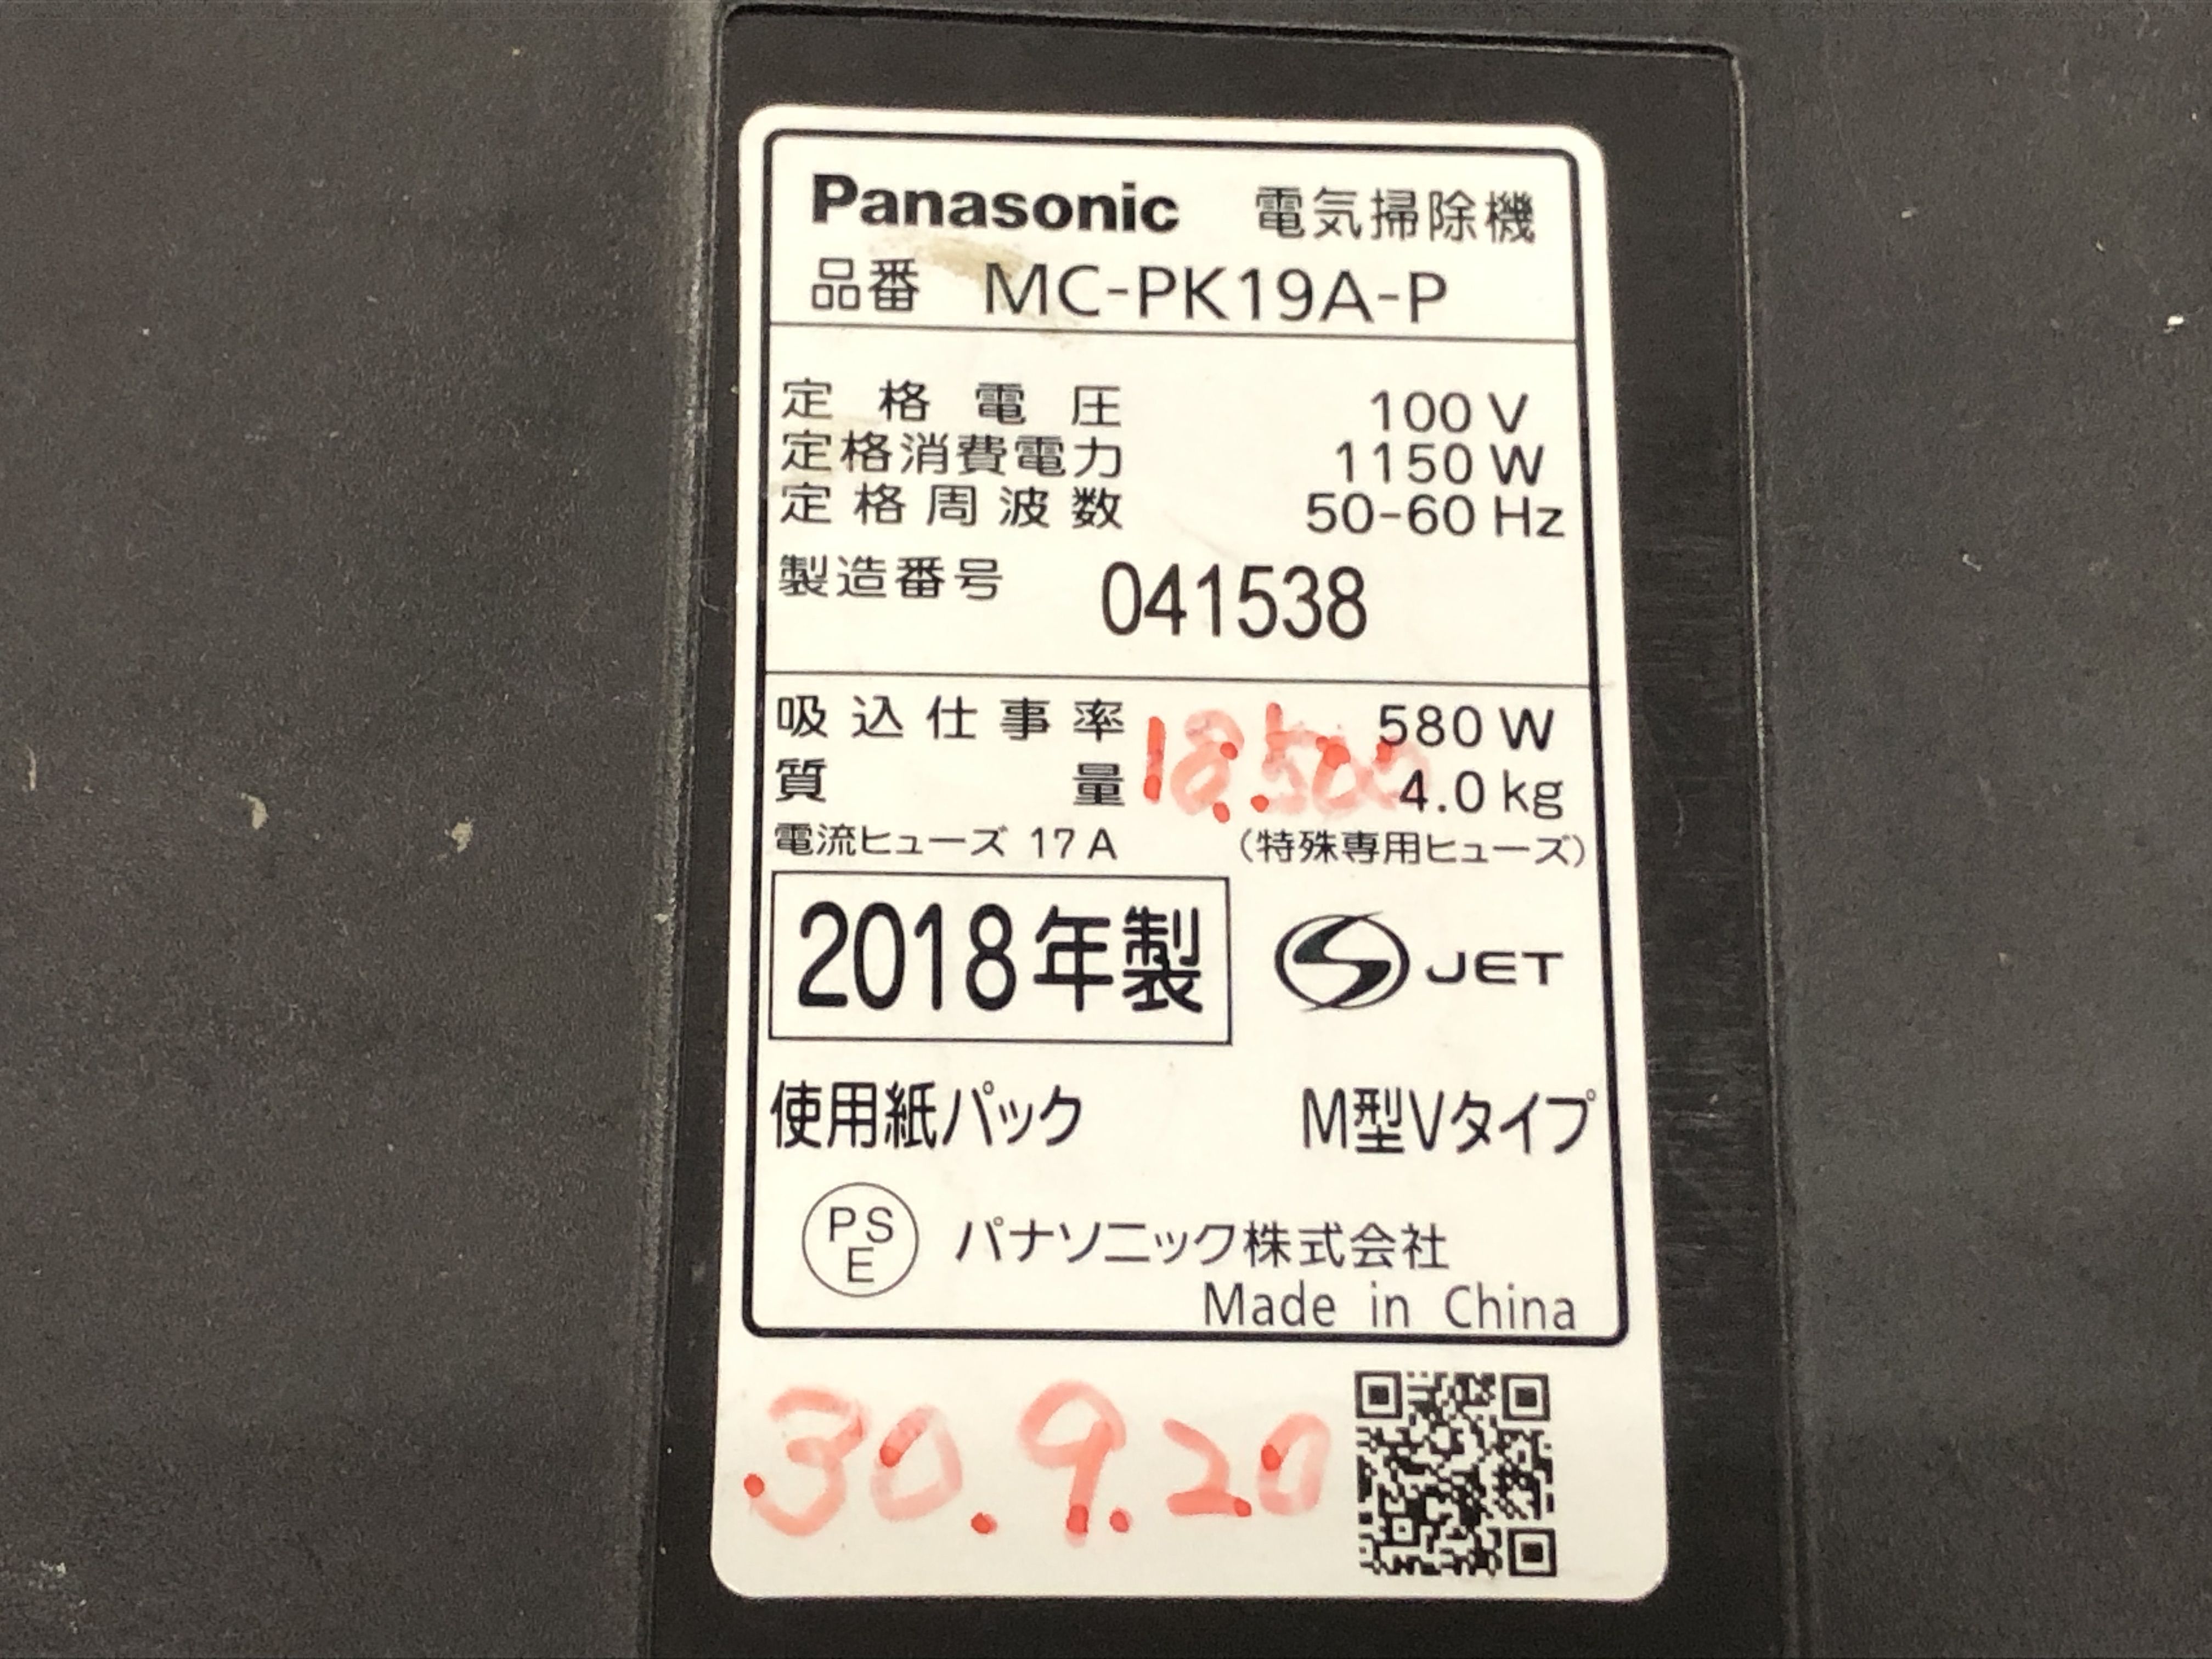 Panasonic 電気掃除機
品番 MC-PK19A-P
定格電圧 100 V
定格消費電力 1150 W
定格周波数 50-60 Hz
製造番号 041538
吸込仕事率 580 W
18,500
質量 4.0 kg
電流ヒューズ 17 A (特殊専用ヒューズ)
2018年製 S JET
使用紙パック M型Vタイプ
PS
E
パナソニック株式会社
Made in China
30.9.20